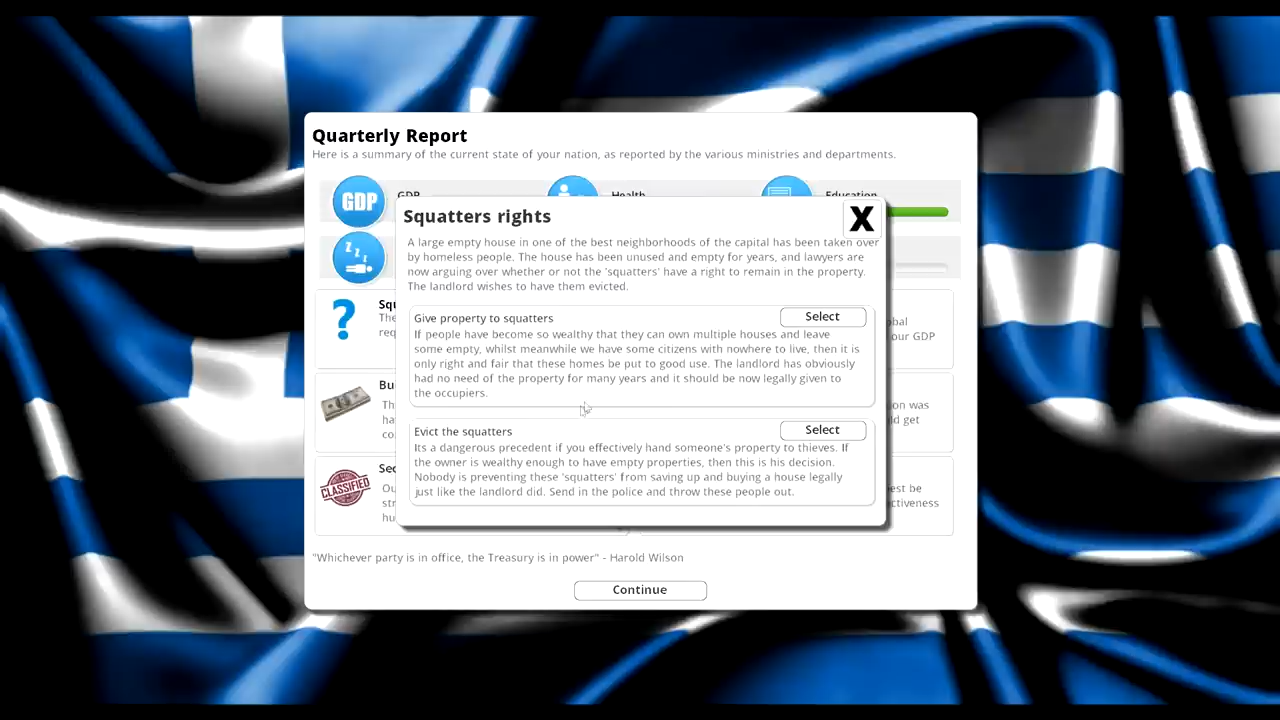 Quarterly Report
Here is a summary of the current state of your nation, as reported by the various ministries and departments.
GDP
GDP
Health
Education
Squatters rights
X
A large empty house in one of the best neighborhoods of the capital has been taken over
by homeless people. The house has been unused and empty for years, and lawyers are
now arguing over whether or not the 'squatters' have a right to remain in the property.
The landlord wishes to have them evicted.
Give property to squatters
Select
If people have become so wealthy that they can own multiple houses and leave
some empty, whilst meanwhile we have some citizens with nowhere to live, then it is
only right and fair that these homes be put to good use. The landlord has obviously
had no need of the property for many years and it should be now legally given to
the occupiers.
Evict the squatters
Select
Its a dangerous precedent if you effectively hand someone's property to thieves. If
the owner is wealthy enough to have empty properties, then this is his decision.
Nobody is preventing these 'squatters' from saving up and buying a house legally
just like the landlord did. Send in the police and throw these people out.
our GDP
on was
ld get
CLASSIFIED
est be
"Whichever party is in office, the Treasury is in power" - Harold Wilson
Continue